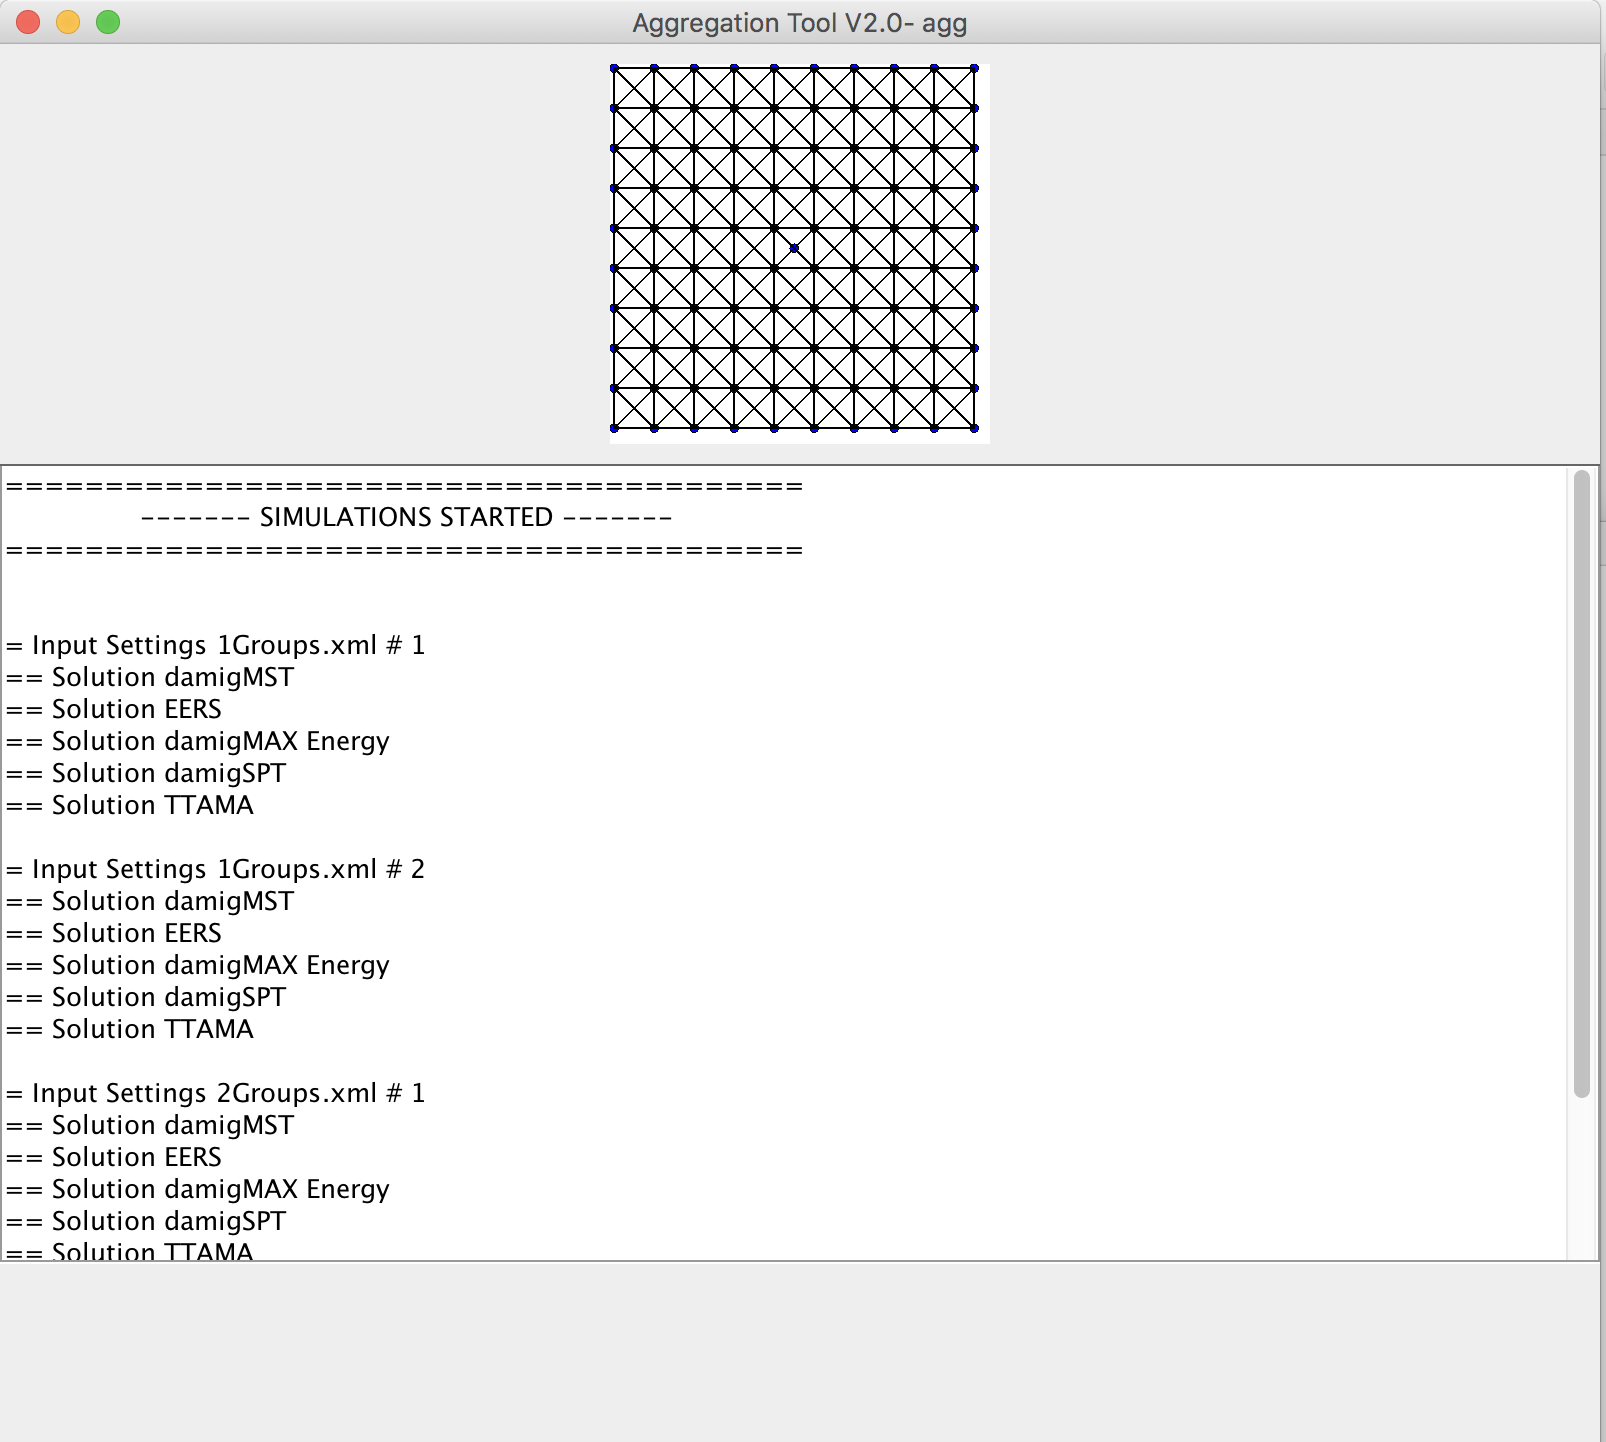 Aggregation Tool V2.0- agg
========================================
------- SIMULATIONS STARTED -------
========================================
= Input Settings 1Groups.xml # 1
== Solution damigMST
== Solution EERS
== Solution damigMAX Energy
== Solution damigSPT
== Solution TTAMA
= Input Settings 1Groups.xml # 2
== Solution damigMST
== Solution EERS
== Solution damigMAX Energy
== Solution damigSPT
== Solution TTAMA
= Input Settings 2Groups.xml # 1
== Solution damigMST
== Solution EERS
== Solution damigMAX Energy
== Solution damigSPT
== Solution TTAMA